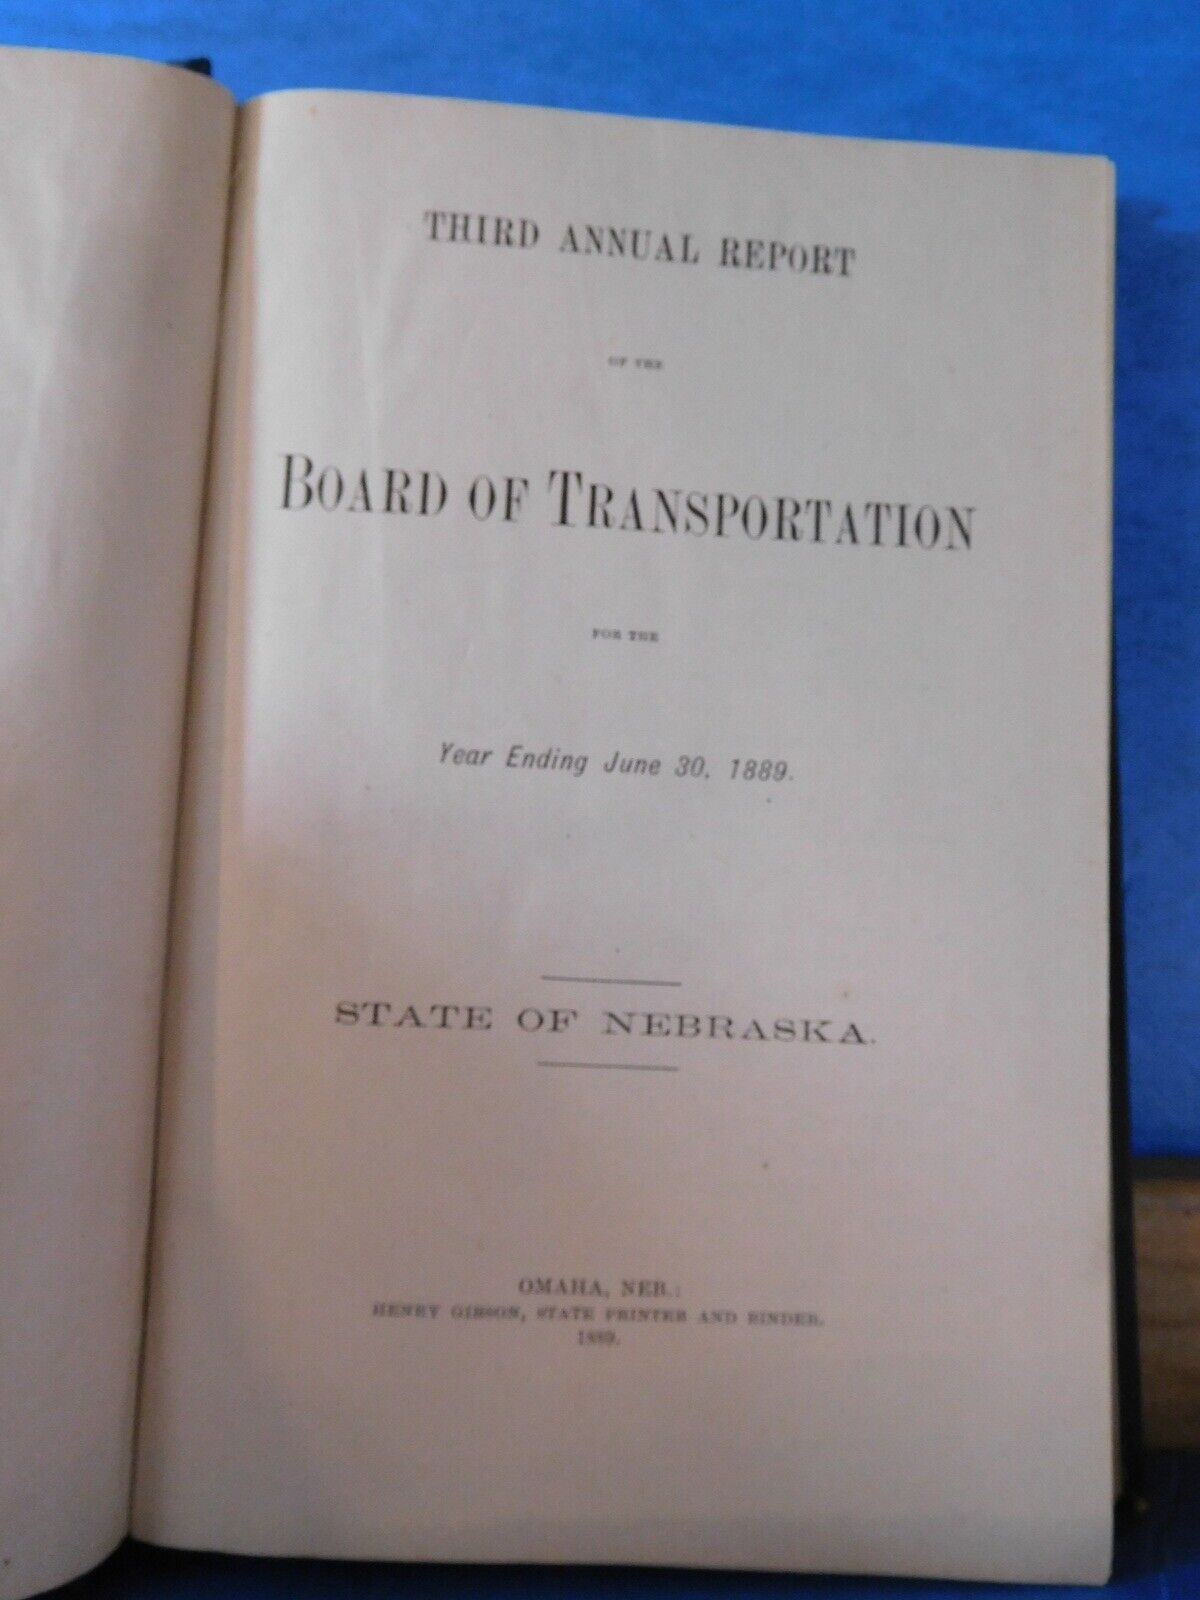 THIRD ANNUAL REPORT
OF THE
BOARD OF TRANSPORTATION
FOR THE
Year Ending June 30, 1889.
STATE OF NEBRASKA.
OMAHA, NEB.:
HENRY GIBSON, STATE PRINTER AND BINDER.
1889.